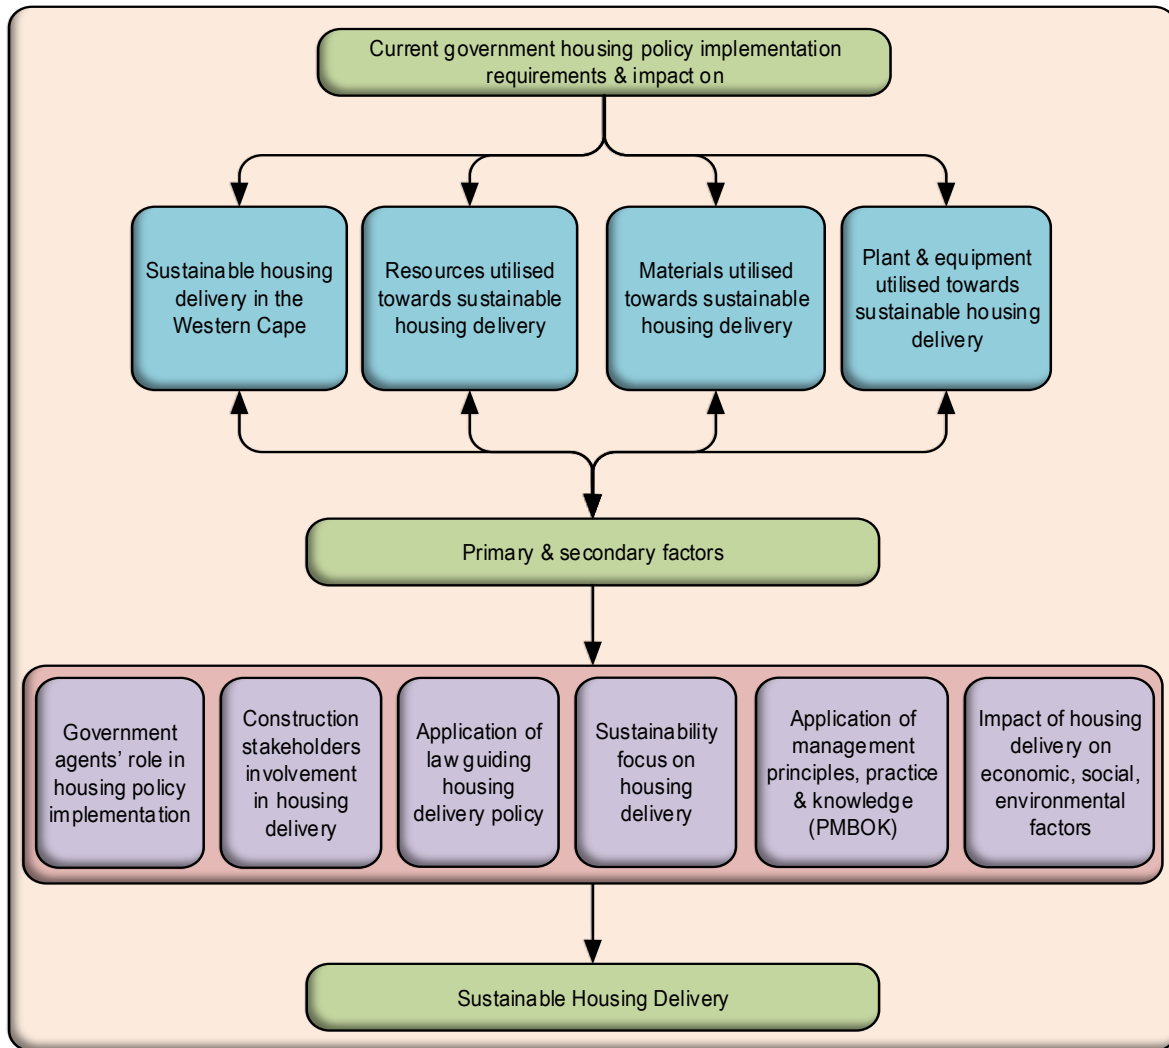 Current government housing policy implementation
requirements & impact on
Sustainable housing
delivery in the
Western Cape
Resources utilised
towards sustainable
housing delivery
Materials utilised
towards sustainable
housing delivery
Plant & equipment
utilised towards
sustainable housing
delivery
Primary & secondary factors
Government
agents’ role in
housing policy
implementation
Construction
stakeholders
involvement
in housing
delivery
Application of
law guiding
housing
delivery policy
Sustainability
focus on
housing
delivery
Application of
management
principles, practice
& knowledge
(PMBOK)
Impact of housing
delivery on
economic, social,
environmental
factors
Sustainable Housing Delivery